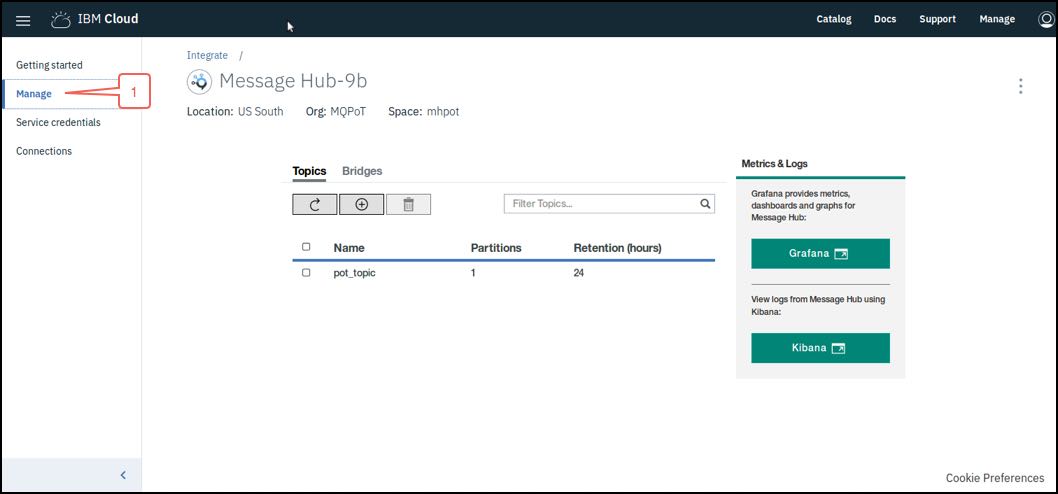 IBM Cloud
Catalog Docs Support Manage
Getting started
Manage
1
Service credentials
Connections
Integrate /
Message Hub-9b
Location: US South Org: MQPoT Space: mhpot
Topics Bridges
Filter Topics...
Name Partitions Retention (hours)
pot_topic 1 24
Metrics & Logs
Grafana provides metrics,
dashboards and graphs for
Message Hub:
Grafana
View logs from Message Hub using
Kibana:
Kibana
Cookie Preferences